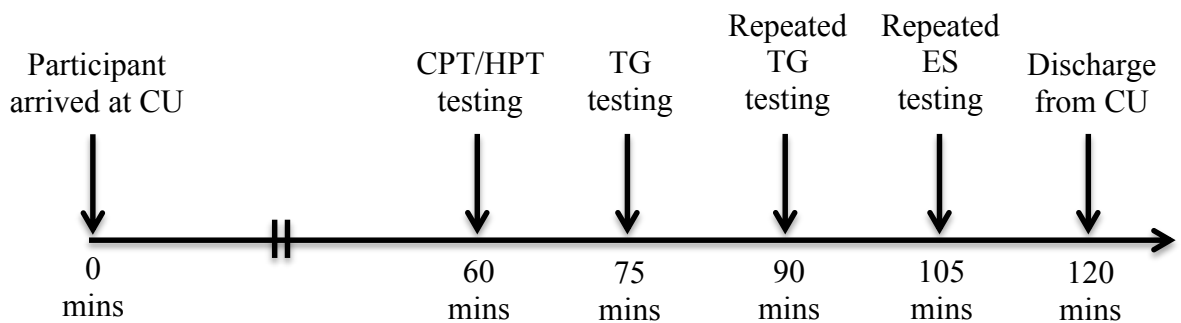 Participant
arrived at CU
CPT/HPT
testing
TG
testing
Repeated
TG
testing
Repeated
ES
testing
Discharge
from CU
0
mins
60
mins
75
mins
90
mins
105
mins
120
mins